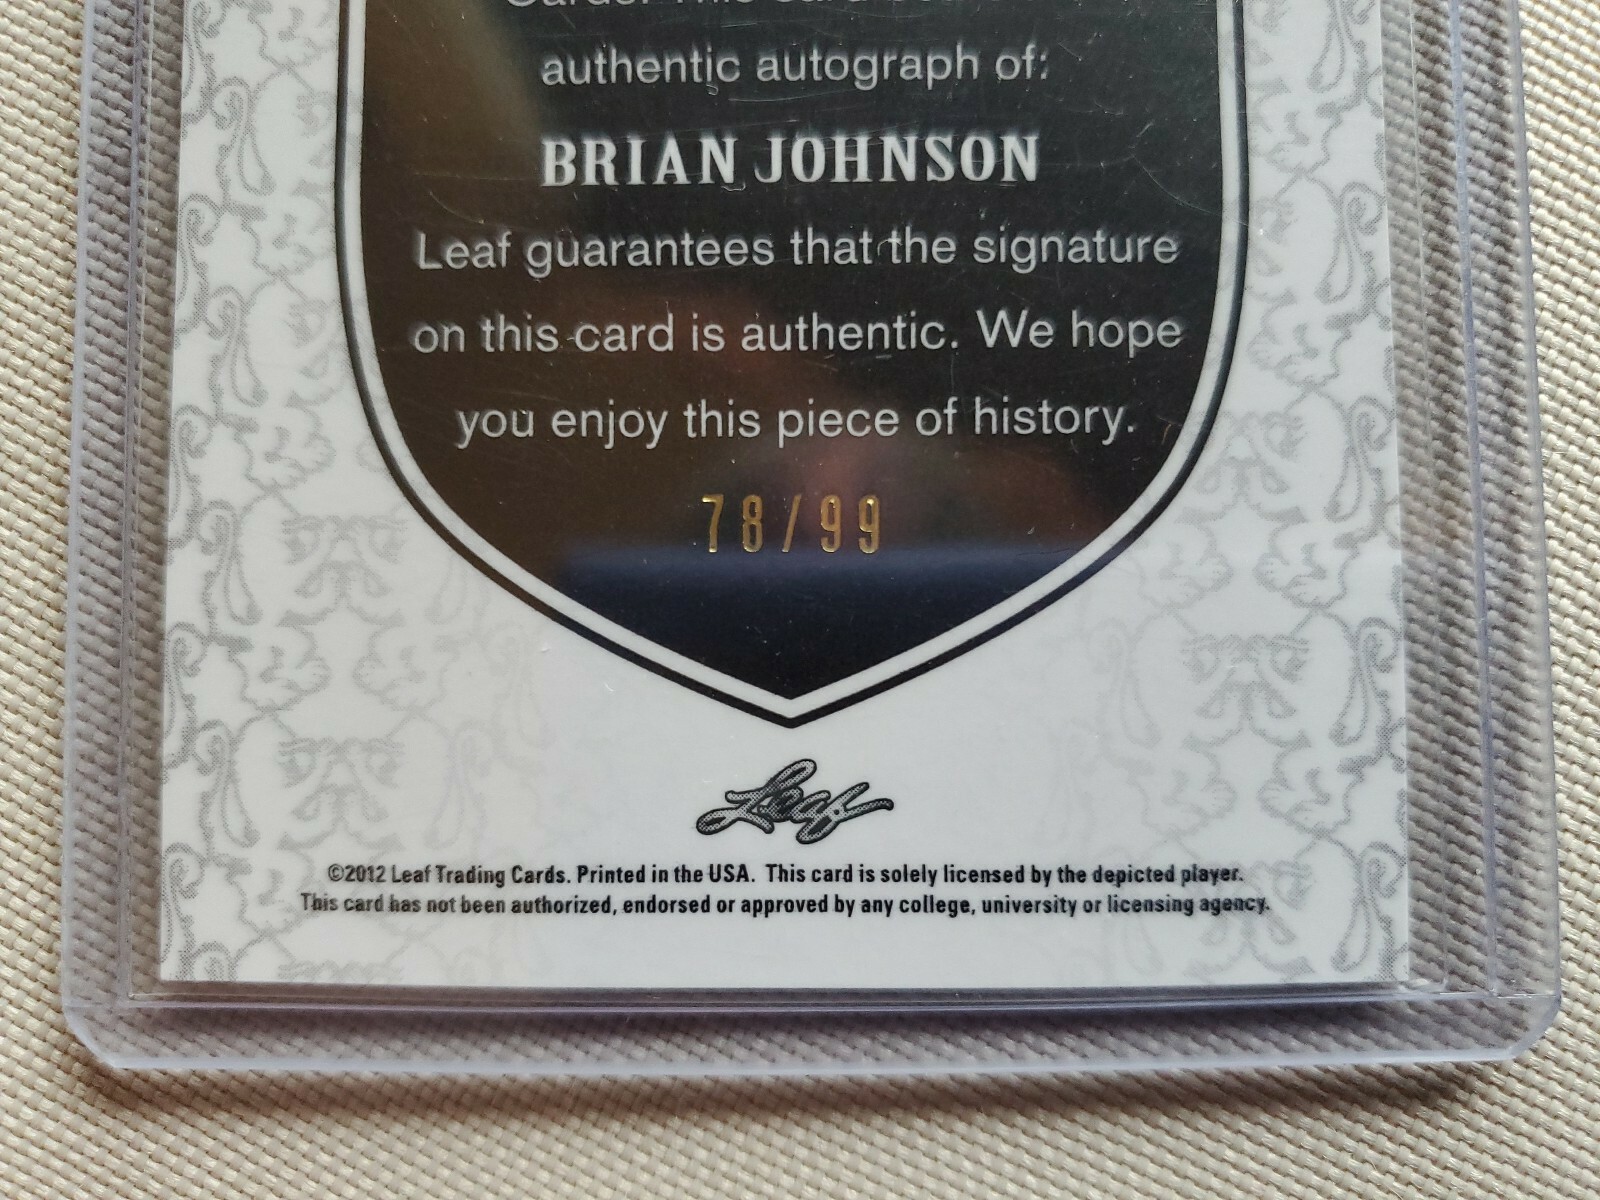 Cards. This card
authentic autograph of:
BRIAN JOHNSON
Leaf guarantees that the signature
on this card is authentic. We hope
you enjoy this piece of history.
78/99
Leaf
©2012 Leaf Trading Cards. Printed in the USA. This card is solely licensed by the depicted player.
This card has not been authorized, endorsed or approved by any college, university or licensing agency.